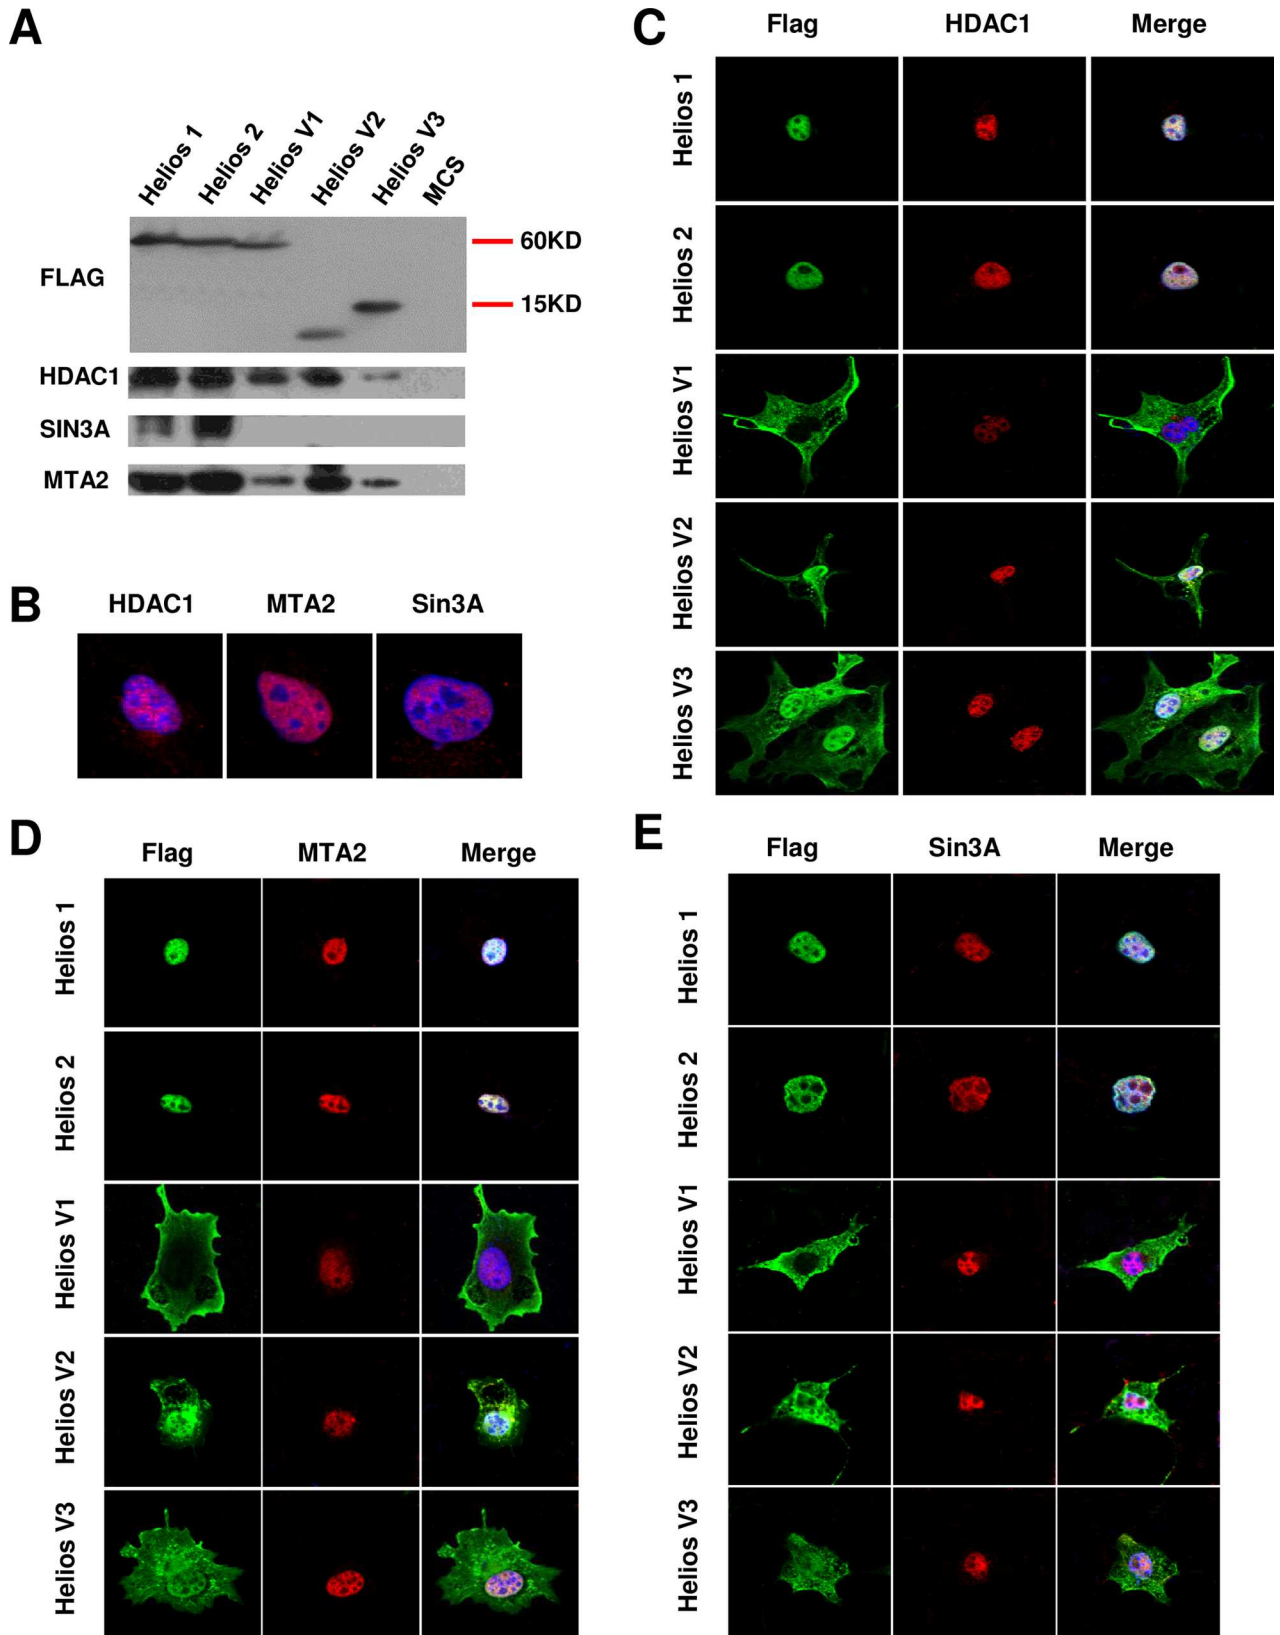 A
Helios 1
Helios 2
Helios V1
Helios V2
Helios V3
MCS
FLAG
60KD
15KD
HDAC1
SIN3A
MTA2
B
HDAC1 MTA2 Sin3A
C
Flag HDAC1 Merge
Helios 1
Helios 2
Helios V1
Helios V2
Helios V3
D
Flag MTA2 Merge
Helios 1
Helios 2
Helios V1
Helios V2
Helios V3
E
Flag Sin3A Merge
Helios 1
Helios 2
Helios V1
Helios V2
Helios V3